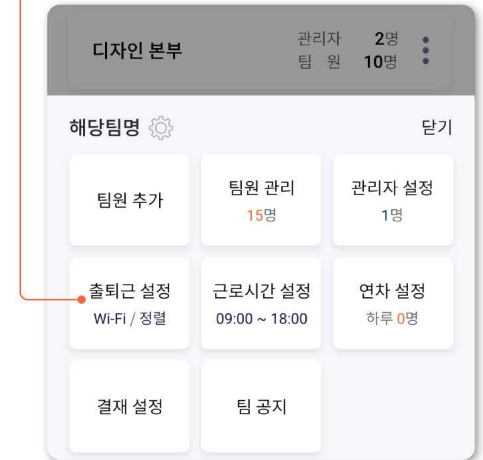 디자인 본부
관리자 2명
팀 원 10명
해당팀명
닫기
팀원 추가
팀원 관리
15명
관리자 설정
1명
출퇴근 설정
Wi-Fi / 정렬
근로시간 설정
09:00 ~ 18:00
연차 설정
하루 0명
결재 설정
팀 공지